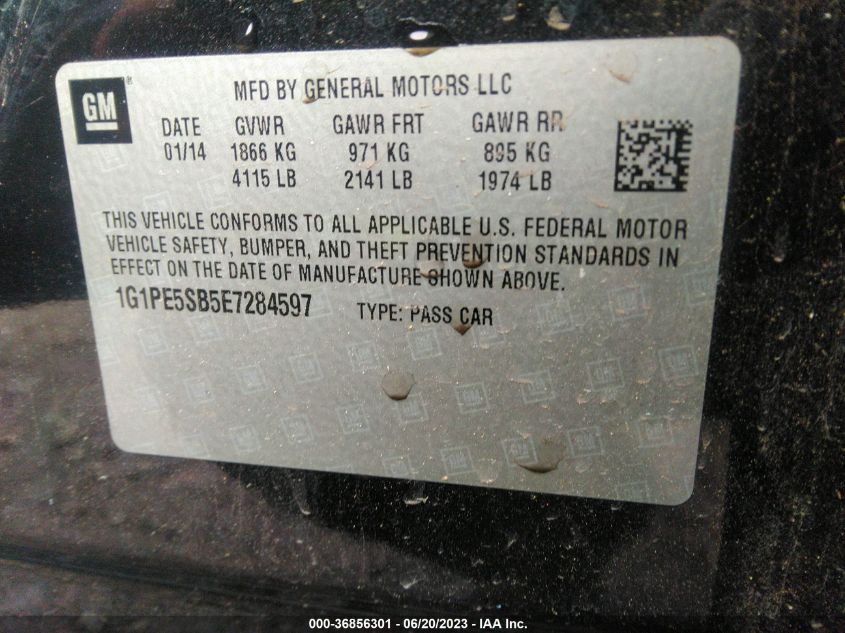 GM
MFD BY GENERAL MOTORS LLC
DATE GVWR GAWR FRT GAWR RR
01/14 1866 KG 971 KG 895 KG
4115 LB 2141 LB 1974 LB
THIS VEHICLE CONFORMS TO ALL APPLICABLE U.S. FEDERAL MOTOR
VEHICLE SAFETY, BUMPER, AND THEFT PREVENTION STANDARDS IN
EFFECT ON THE DATE OF MANUFACTURE SHOWN ABOVE.
1G1PE5SB5E7284597 TYPE: PASS CAR
000-36856301 - 06/20/2023 - IAA Inc.